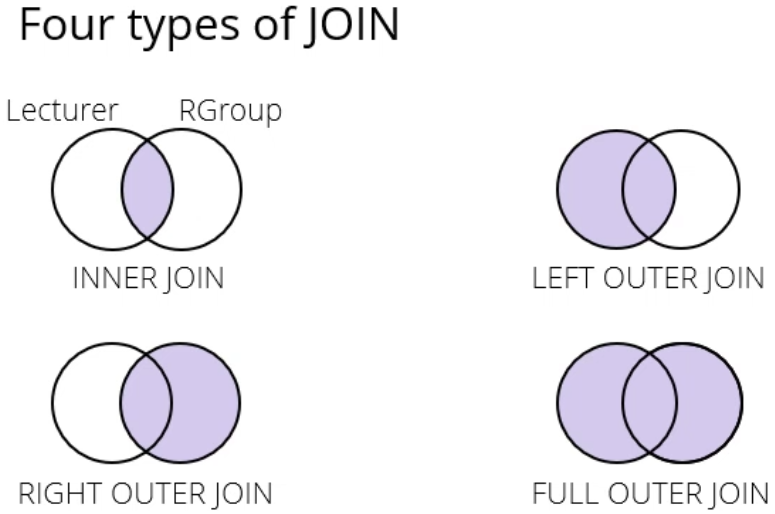 Four types of JOIN
Lecturer RGroup
INNER JOIN
LEFT OUTER JOIN
RIGHT OUTER JOIN
FULL OUTER JOIN